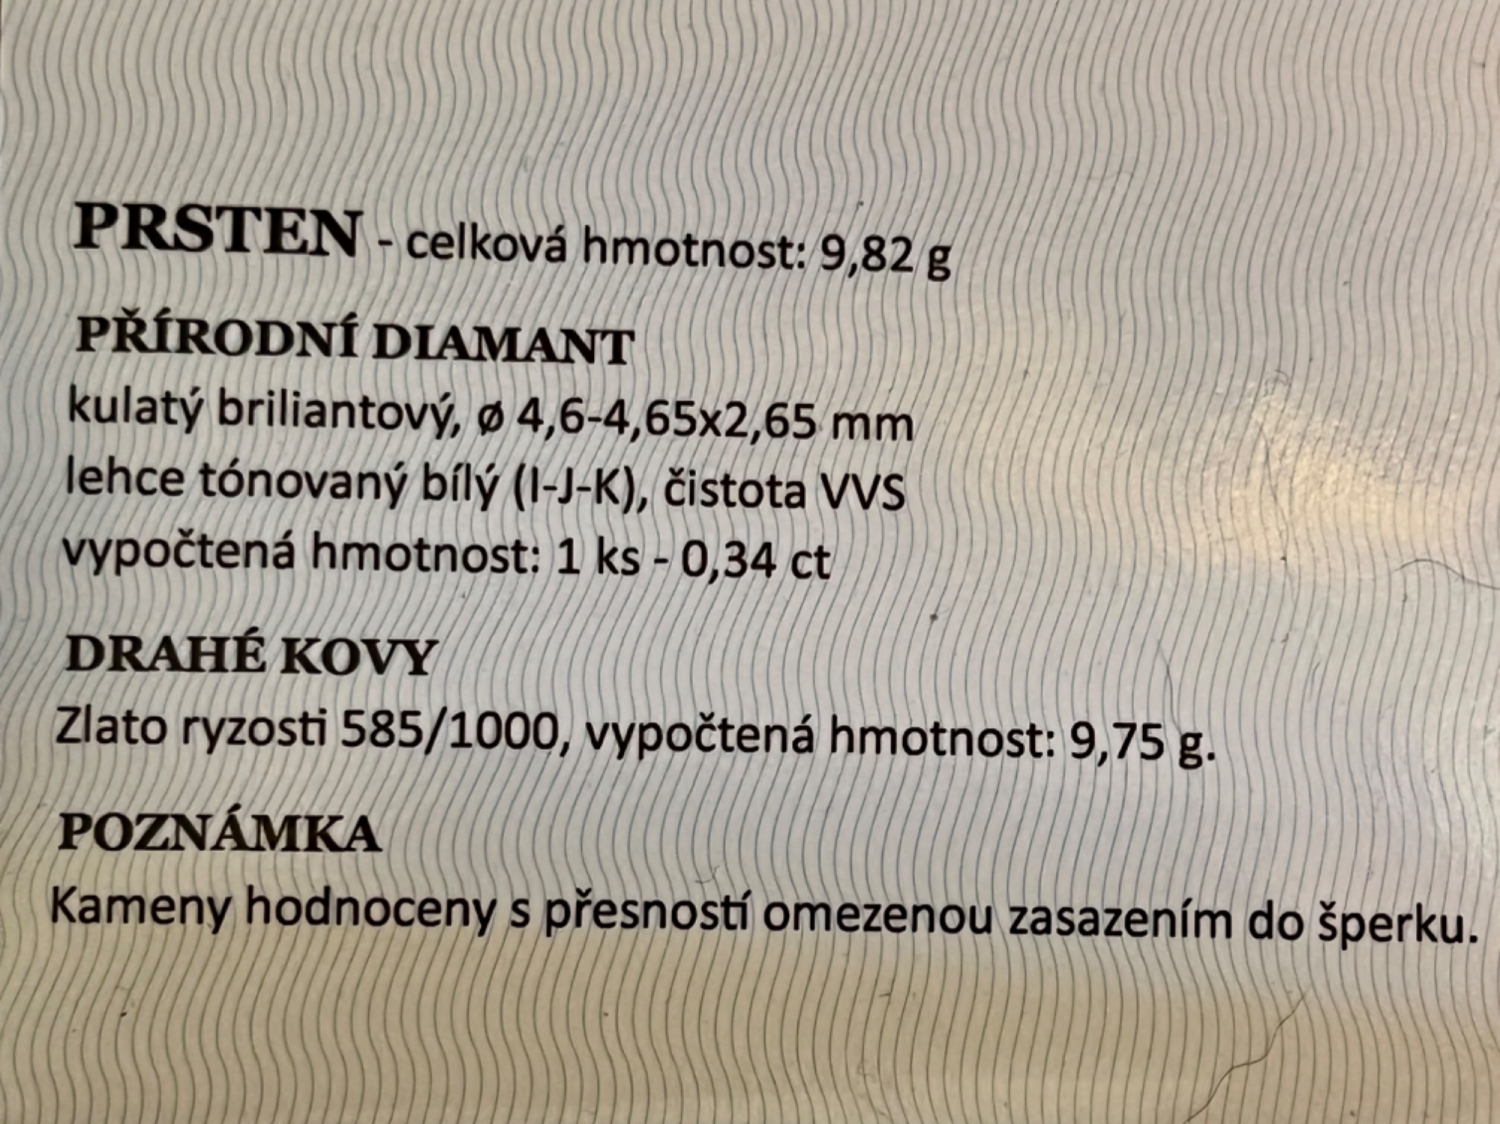 PRSTEN - celková hmotnost: 9,82 g
PŘÍRODNÍ DIAMANT
kulatý briliantový, ø 4,6-4,65x2,65 mm
lehce tónovaný bílý (I-J-K), čistota VVS
vypočtená hmotnost: 1 ks - 0,34 ct
DRAHÉ KOVY
Zlato ryzosti 585/1000, vypočtená hmotnost: 9,75 g.
POZNÁMKA
Kameny hodnoceny s přesností omezenou zasazením do šperku.